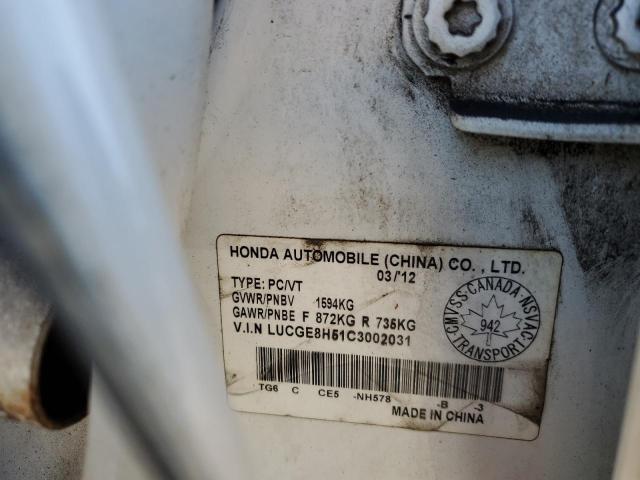 HONDA AUTOMOBILE (CHINA) CO., LTD.
03/'12
TYPE: PC/VT
GVWR/PNBV 1594KG
GAWR/PNBE F 872KG R 735KG
V.I.N LUCGE8H51C3002031
CMVSS·CANADA·NSVAC
942
TRANSPORT
TG6 C CE5 -NH578 -B -3
MADE IN CHINA